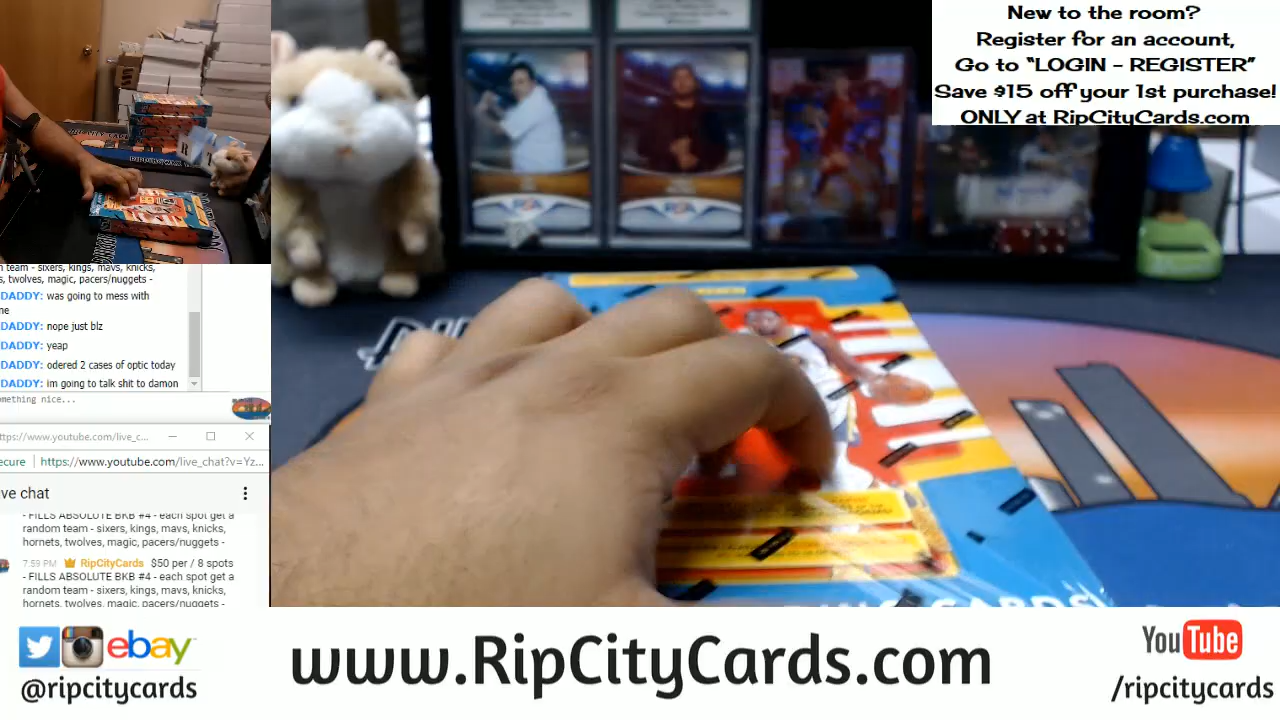 New to the room?
Register for an account,
Go to “LOGIN - REGISTER”
Save $15 off your 1st purchase!
ONLY at RipCityCards.com
team - sixers, kings, mavs, knicks,
s, twolves, magic, pacers/nuggets -
DADDY: was going to mess with
ne
DADDY: nope just blz
DADDY: yeap
DADDY: odered 2 cases of optic today
DADDY: im going to talk shit to damon
omething nice...
ttps://www.youtube.com/live_c...
ecure https://www.youtube.com/live_chat?v=Yz...
ve chat
- FILLS ABSOLUTE BKB #4 - each spot get a
random team - sixers, kings, mavs, knicks,
hornets, twolves, magic, pacers/nuggets -
7:59 PM RipCityCards $50 per / 8 spots
- FILLS ABSOLUTE BKB #4 - each spot get a
random team - sixers, kings, mavs, knicks,
hornets, twolves, magic, pacers/nuggets -
CARDS
ebay
@ripcitycards
www.RipCityCards.com
YouTube
/ripcitycards